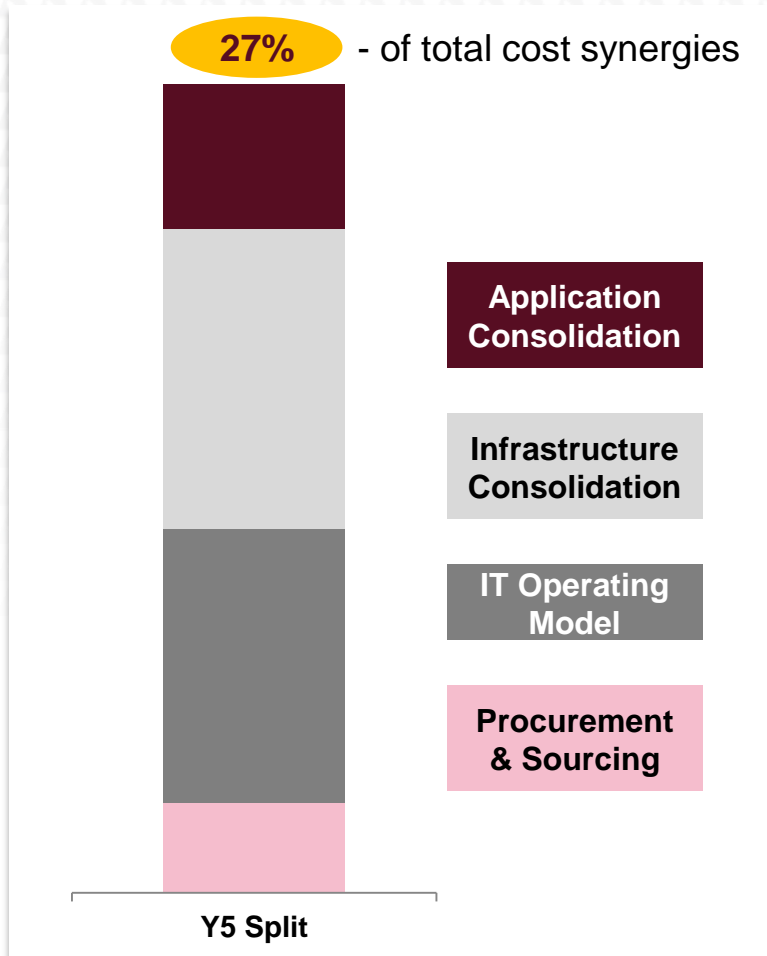 27% - of total cost synergies
Application
Consolidation
Infrastructure
Consolidation
IT Operating
Model
Procurement
& Sourcing
Y5 Split